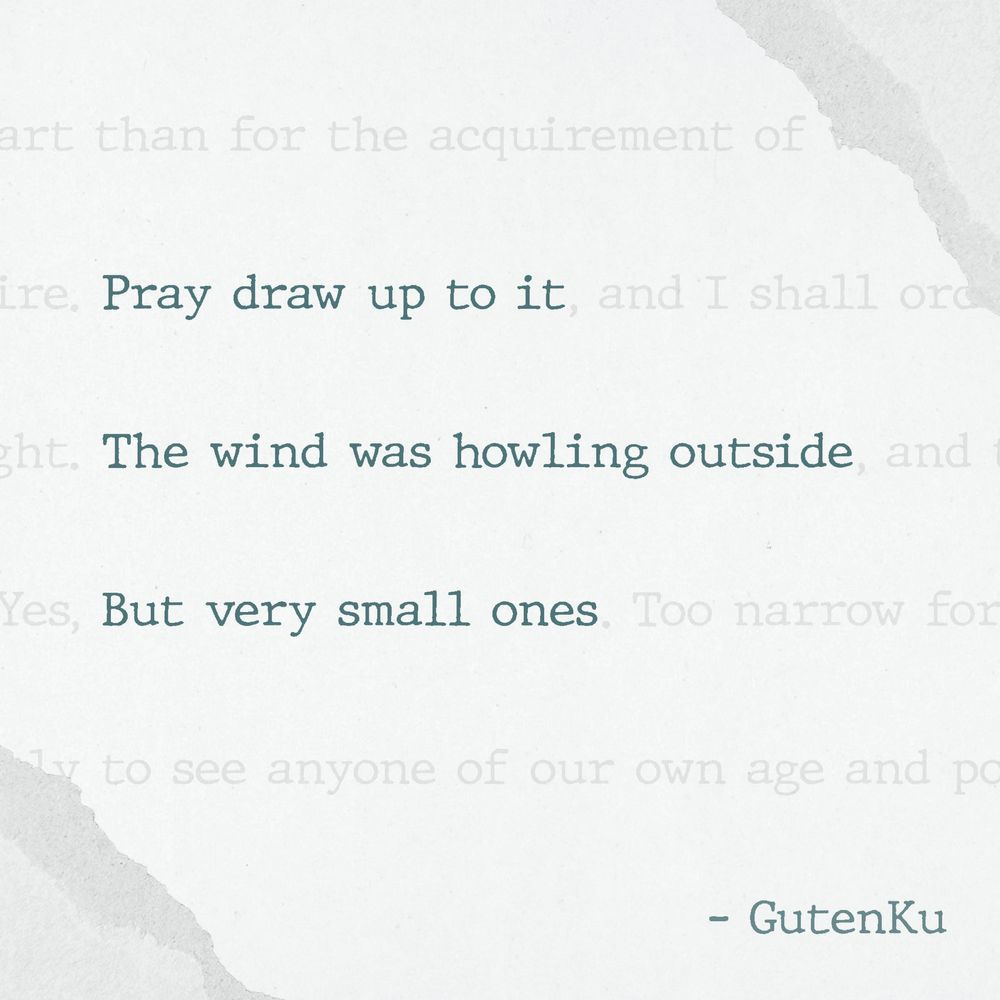 art than for the acquirement of
ire. Pray draw up to it, and I shall
ght. The wind was howling outside, and
Yes, But very small ones. Too narrow for
ly to see anyone of our own age and
- GutenKu